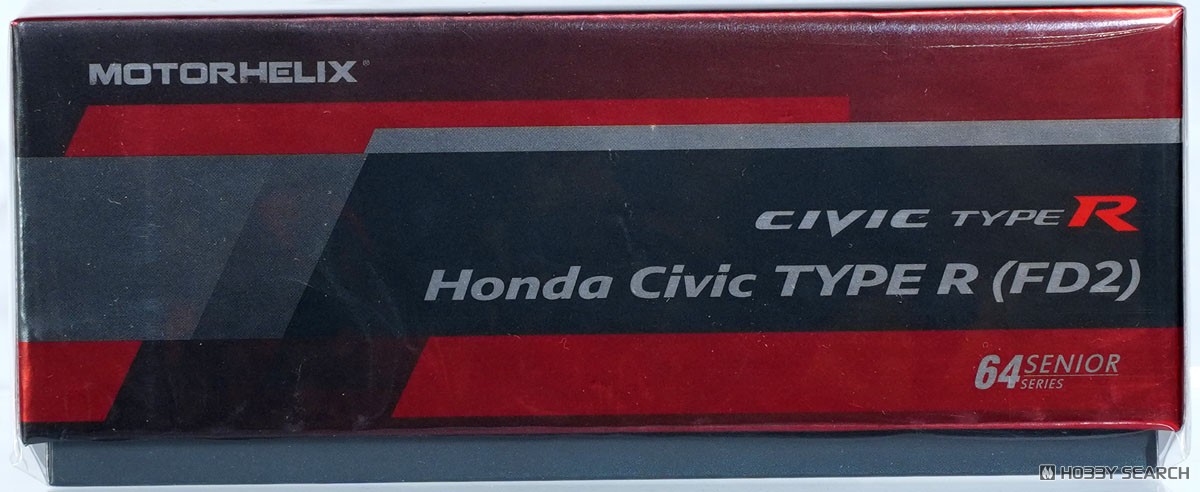 MOTORHELIX®
CIVIC TYPE R
Honda Civic TYPE R (FD2)
64 SENIOR
SERIES
HOBBY SEARCH